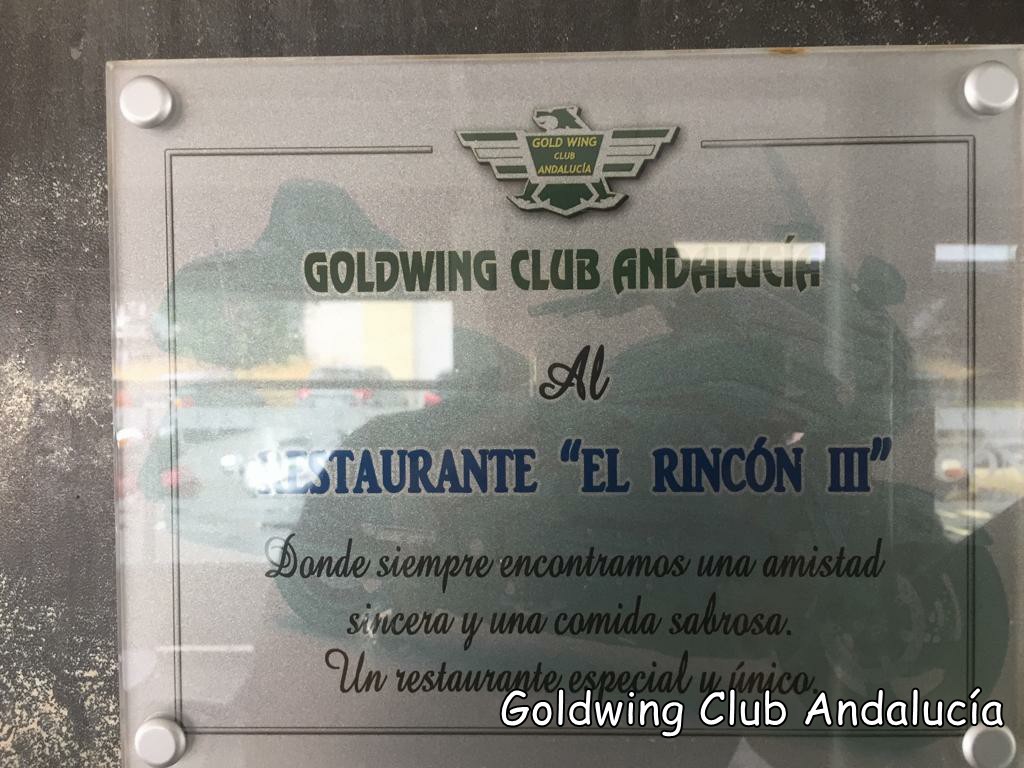 GOLD WING
CLUB
ANDALUCÍA
GOLDWING CLUB ANDALUCÍA
Al
RESTAURANTE “EL RINCÓN III”
Donde siempre encontramos una amistad
sincera y una comida sabrosa.
Un restaurante especial y único.
Goldwing Club Andalucía